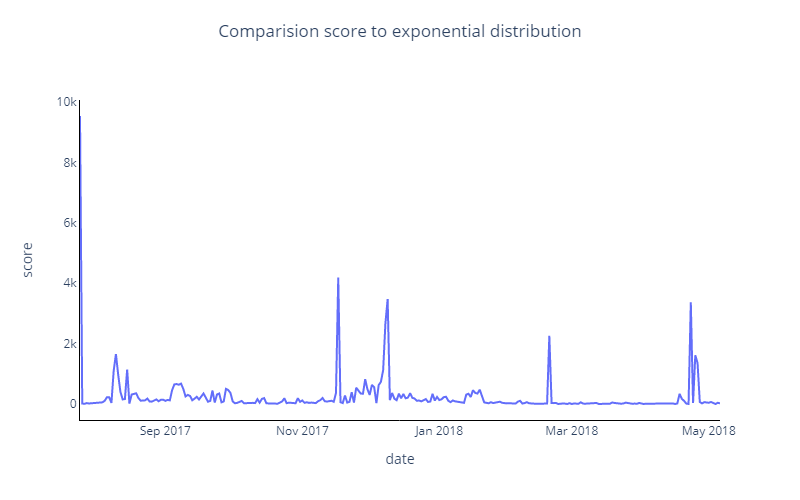 Comparision score to exponential distribution
10k
8k
6k
4k
2k
0
score
Sep 2017
Nov 2017
Jan 2018
Mar 2018
May 2018
date